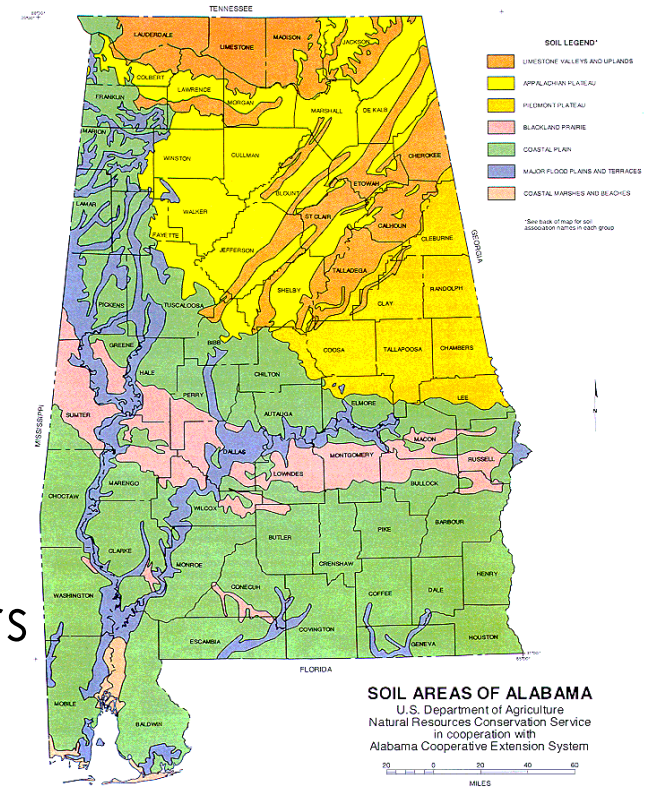 TENNESSEE
LAUDERDALE
LIMESTONE
MADISON
JACKSON
COLBERT
LAWRENCE
MORGAN
FRANKLIN
MARSHALL
DE KALB
MARION
WINSTON
CULLMAN
CHEROKEE
ETOWAH
BLOUNT
LAMAR
WALKER
ST CLAIR
CALHOUN
FAYETTE
CLEBURNE
JEFFERSON
GEORGIA
TALLADEGA
SHELBY
RANDOLPH
CLAY
PICKENS
TUSCALOOSA
GREENE
BIBB
COOSA
TALLAPOOSA
CHAMBERS
HALE
CHILTON
PERRY
LEE
ELMORE
AUTAUGA
SUMTER
MISSISSIPPI
MACON
DALLAS
MONTGOMERY
RUSSELL
LOWNDES
MARENGO
BULLOCK
CHOCTAW
WILCOX
BARBOUR
PIKE
BUTLER
CLARKE
CRENSHAW
MONROE
HENRY
CONECUH
COFFEE
DALE
WASHINGTON
COVINGTON
ESCAMBIA
GENEVA
HOUSTON
FLORIDA
MOBILE
BALDWIN
SOIL LEGEND*
LIMESTONE VALLEYS AND UPLANDS
APPALACHIAN PLATEAU
PIEDMONT PLATEAU
BLACKLAND PRAIRIE
COASTAL PLAIN
MAJOR FLOOD PLAINS AND TERRACES
COASTAL MARSHES AND BEACHES
*See back of map for soil
association names in each group
N
SOIL AREAS OF ALABAMA
U.S. Department of Agriculture
Natural Resources Conservation Service
in cooperation with
Alabama Cooperative Extension System
20 0 20 40 60
MILES